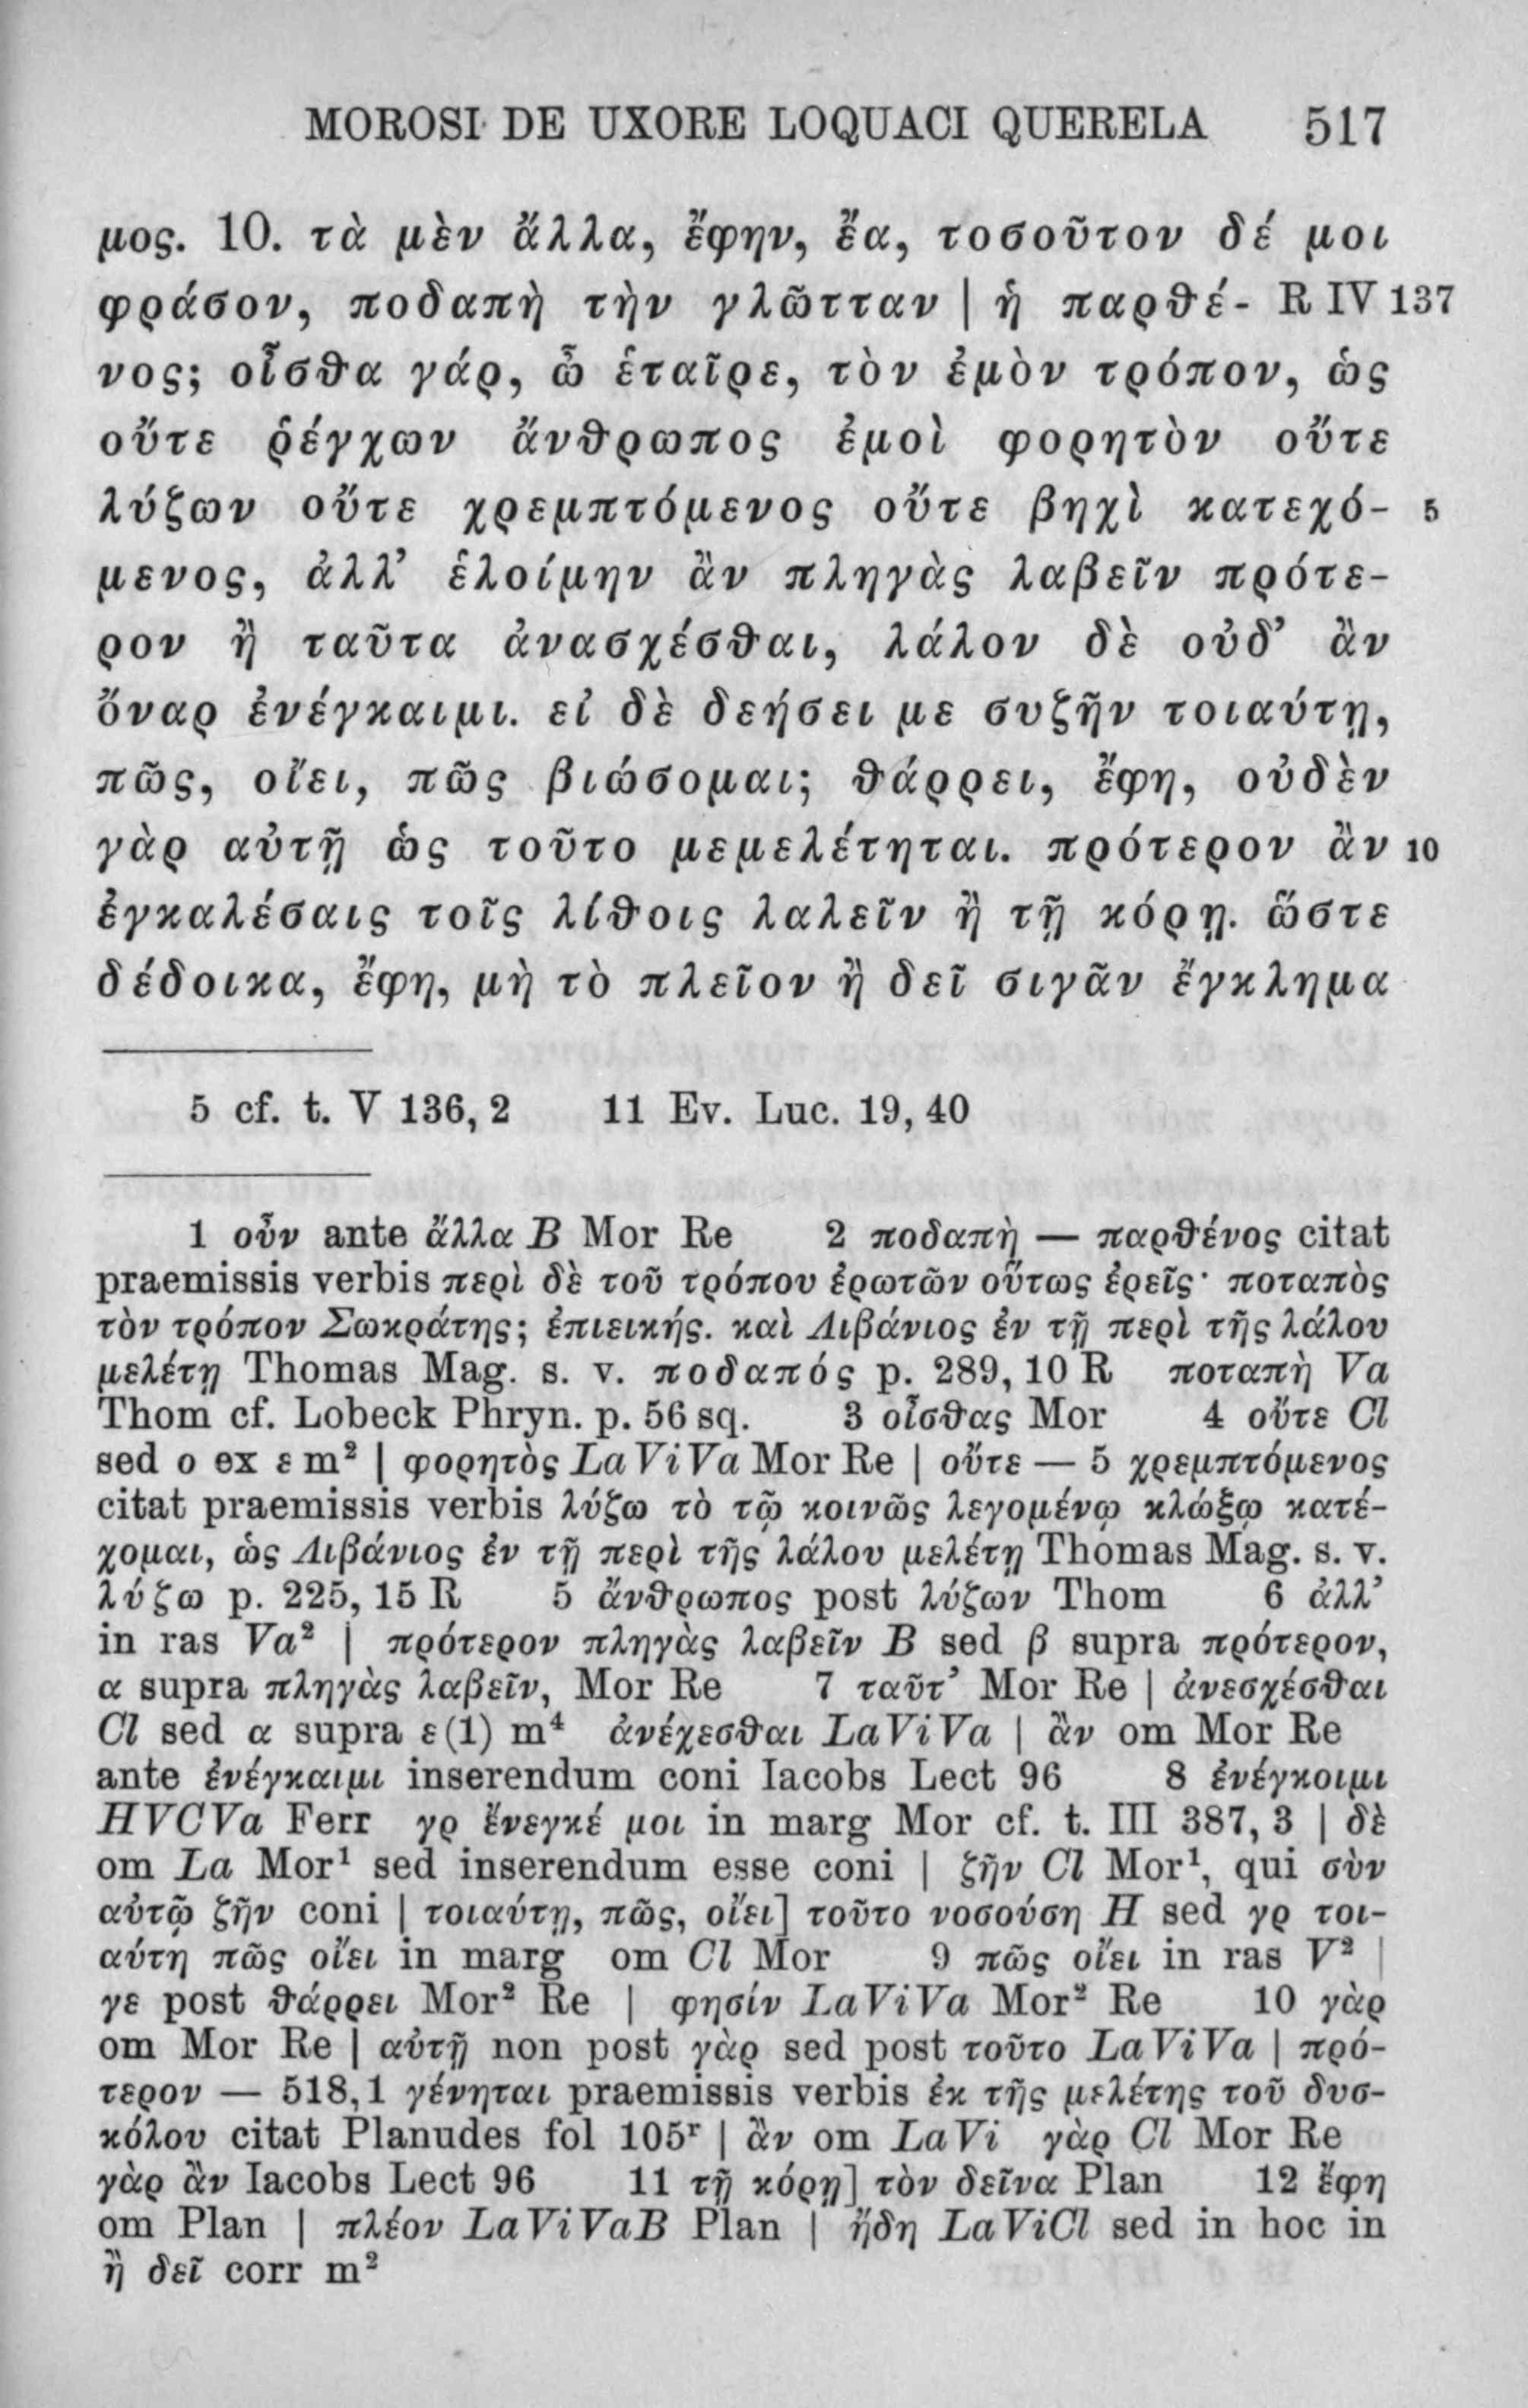 MOROSI DE UXORE LOQUACI QUERELA 517
μος. 10. τὰ μὲν ἄλλα, ἔφην, ἔα, τοσοῦτον δέ μοι
φράσον, ποδαπὴ τὴν γλῶτταν | ἡ παρθέ- R IV 137
νος; οἶσθα γάρ, ὦ ἑταῖρε, τὸν ἐμὸν τρόπον, ὡς
οὔτε ῥέγχων ἄνθρωπος ἐμοὶ φορητὸν οὔτε
λύζων οὔτε χρεμπτόμενος οὔτε βηχὶ κατεχό- 5
μενος, ἀλλ’ ἑλοίμην ἂν πληγὰς λαβεῖν πρότε-
ρον ἢ ταῦτα ἀνασχέσθαι, λάλον δὲ οὐδ’ ἂν
ὄναρ ἐνέγκαιμι. εἰ δὲ δεήσει με συζῆν τοιαύτῃ,
πῶς, οἴει, πῶς βιώσομαι; θάρρει, ἔφη, οὐδὲν
γὰρ αὐτῇ ὡς τοῦτο μεμελέτηται. πρότερον ἂν 10
ἐγκαλέσαις τοῖς λίθοις λαλεῖν ἢ τῇ κόρῃ. ὥστε
δέδοικα, ἔφη, μὴ τὸ πλεῖον ἢ δεῖ σιγᾶν ἔγκλημα
5 cf. t. V 136, 2 11 Ev. Luc. 19, 40
1 οὖν ante ἄλλα B Mor Re 2 ποδαπὴ — παρθένος citat
praemissis verbis περὶ δὲ τοῦ τρόπου ἐρωτῶν οὕτως ἐρεῖς· ποταπὸς
τὸν τρόπον Σωκράτης; ἐπιεικής. καὶ Λιβάνιος ἐν τῇ περὶ τῆς λάλου
μελέτῃ Thomas Mag. s. v. ποδαπός p. 289, 10 R ποταπὴ Va
Thom cf. Lobeck Phryn. p. 56 sq. 3 οἶσθας Mor 4 οὔτε Cl
sed ο ex ε m² | φορητὸς LaViVa Mor Re | οὔτε — 5 χρεμπτόμενος
citat praemissis verbis λύζω τὸ τῷ κοινῶς λεγομένῳ κλώξῳ κατέ-
χομαι, ὡς Λιβάνιος ἐν τῇ περὶ τῆς λάλου μελέτῃ Thomas Mag. s. v.
λύζω p. 225, 15 R 5 ἄνθρωπος post λύζων Thom 6 ἀλλ’
in ras Va² | πρότερον πληγὰς λαβεῖν B sed β supra πρότερον,
α supra πληγὰς λαβεῖν, Mor Re 7 ταῦτ’ Mor Re | ἀνεσχέσθαι
Cl sed α supra ε (1) m⁴ ἀνέχεσθαι LaViVa | ἂν om Mor Re
ante ἐνέγκαιμι inserendum coni Iacobs Lect 96 8 ἐνέγκοιμι
HVCVa Ferr γρ ἔνεγκέ μοι in marg Mor cf. t. III 387, 3 | δὲ
om La Mor¹ sed inserendum esse coni | ζῆν Cl Mor¹, qui σὺν
αὐτῷ ζῆν coni | τοιαύτῃ, πῶς, οἴει] τοῦτο νοσούσῃ H sed γρ τοι-
αύτη πῶς οἴει in marg om Cl Mor 9 πῶς οἴει in ras V² |
γε post θάρρει Mor² Re | φησίν LaViVa Mor² Re 10 γὰρ
om Mor Re | αὐτῇ non post γὰρ sed post τοῦτο LaViVa | πρό-
τερον — 518,1 γένηται praemissis verbis ἐκ τῆς μελέτης τοῦ δυσ-
κόλου citat Planudes fol 105ʳ | ἂν om LaVi γὰρ Cl Mor Re
γὰρ ἂν Iacobs Lect 96 11 τῇ κόρῃ] τὸν δεῖνα Plan 12 ἔφη
om Plan | πλέον LaViVaB Plan | ἤδη LaViCl sed in hoc in
ἢ δεῖ corr m²